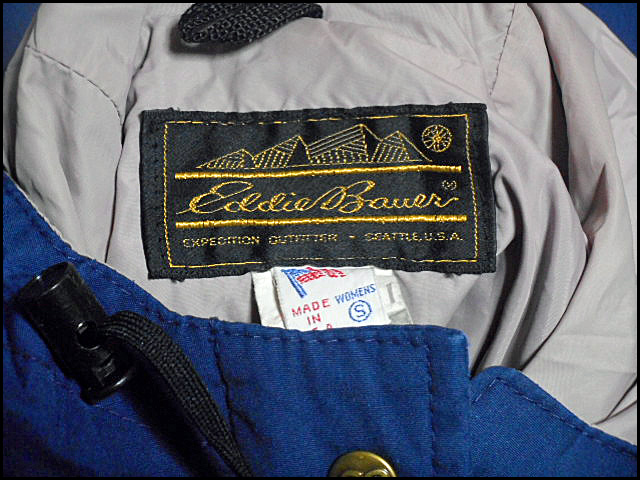 Eddie Bauer ®
EXPEDITION OUTFITTER • SEATTLE, U.S.A.
MADE
IN
WOMENS
S